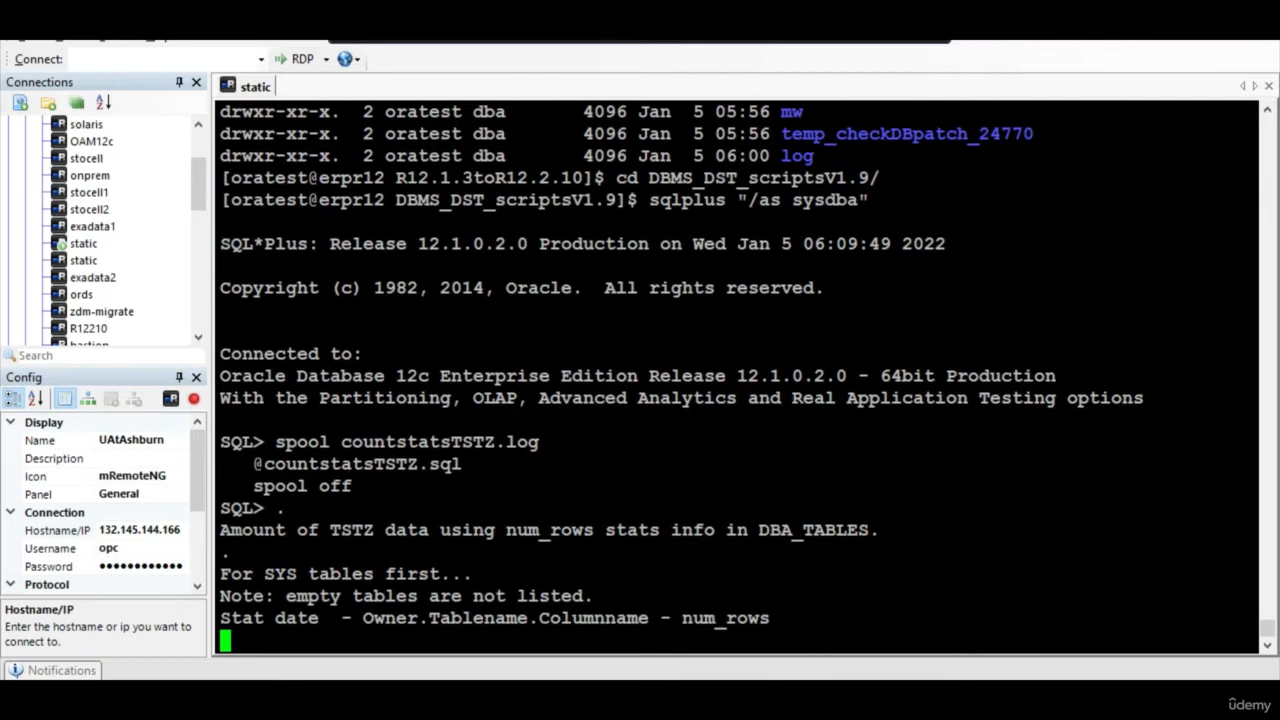 Connect:
RDP
Connections
static
solaris
OAM12c
stocell
onprem
stocell1
stocell2
exadata1
static
static
exadata2
ords
zdm-migrate
R12210
Search
Config
Display
Name UAtAshburn
Description
Icon mRemoteNG
Panel General
Connection
Hostname/IP 132.145.144.166
Username opc
Password ●●●●●●●●●●●●
Protocol
Hostname/IP
Enter the hostname or ip you want to
connect to.
Notifications
drwxr-xr-x. 2 oratest dba 4096 Jan 5 05:56 mw
drwxr-xr-x. 2 oratest dba 4096 Jan 5 05:56 temp_checkDBpatch_24770
drwxr-xr-x. 2 oratest dba 4096 Jan 5 06:00 log
[oratest@erpr12 R12.1.3toR12.2.10]$ cd DBMS_DST_scriptsV1.9/
[oratest@erpr12 DBMS_DST_scriptsV1.9]$ sqlplus "/as sysdba"
SQL*Plus: Release 12.1.0.2.0 Production on Wed Jan 5 06:09:49 2022
Copyright (c) 1982, 2014, Oracle. All rights reserved.
Connected to:
Oracle Database 12c Enterprise Edition Release 12.1.0.2.0 - 64bit Production
With the Partitioning, OLAP, Advanced Analytics and Real Application Testing options
SQL> spool countstatsTSTZ.log
@countstatsTSTZ.sql
spool off
SQL> .
Amount of TSTZ data using num_rows stats info in DBA_TABLES.
.
For SYS tables first...
Note: empty tables are not listed.
Stat date - Owner.Tablename.Columnname - num_rows
ûdemy